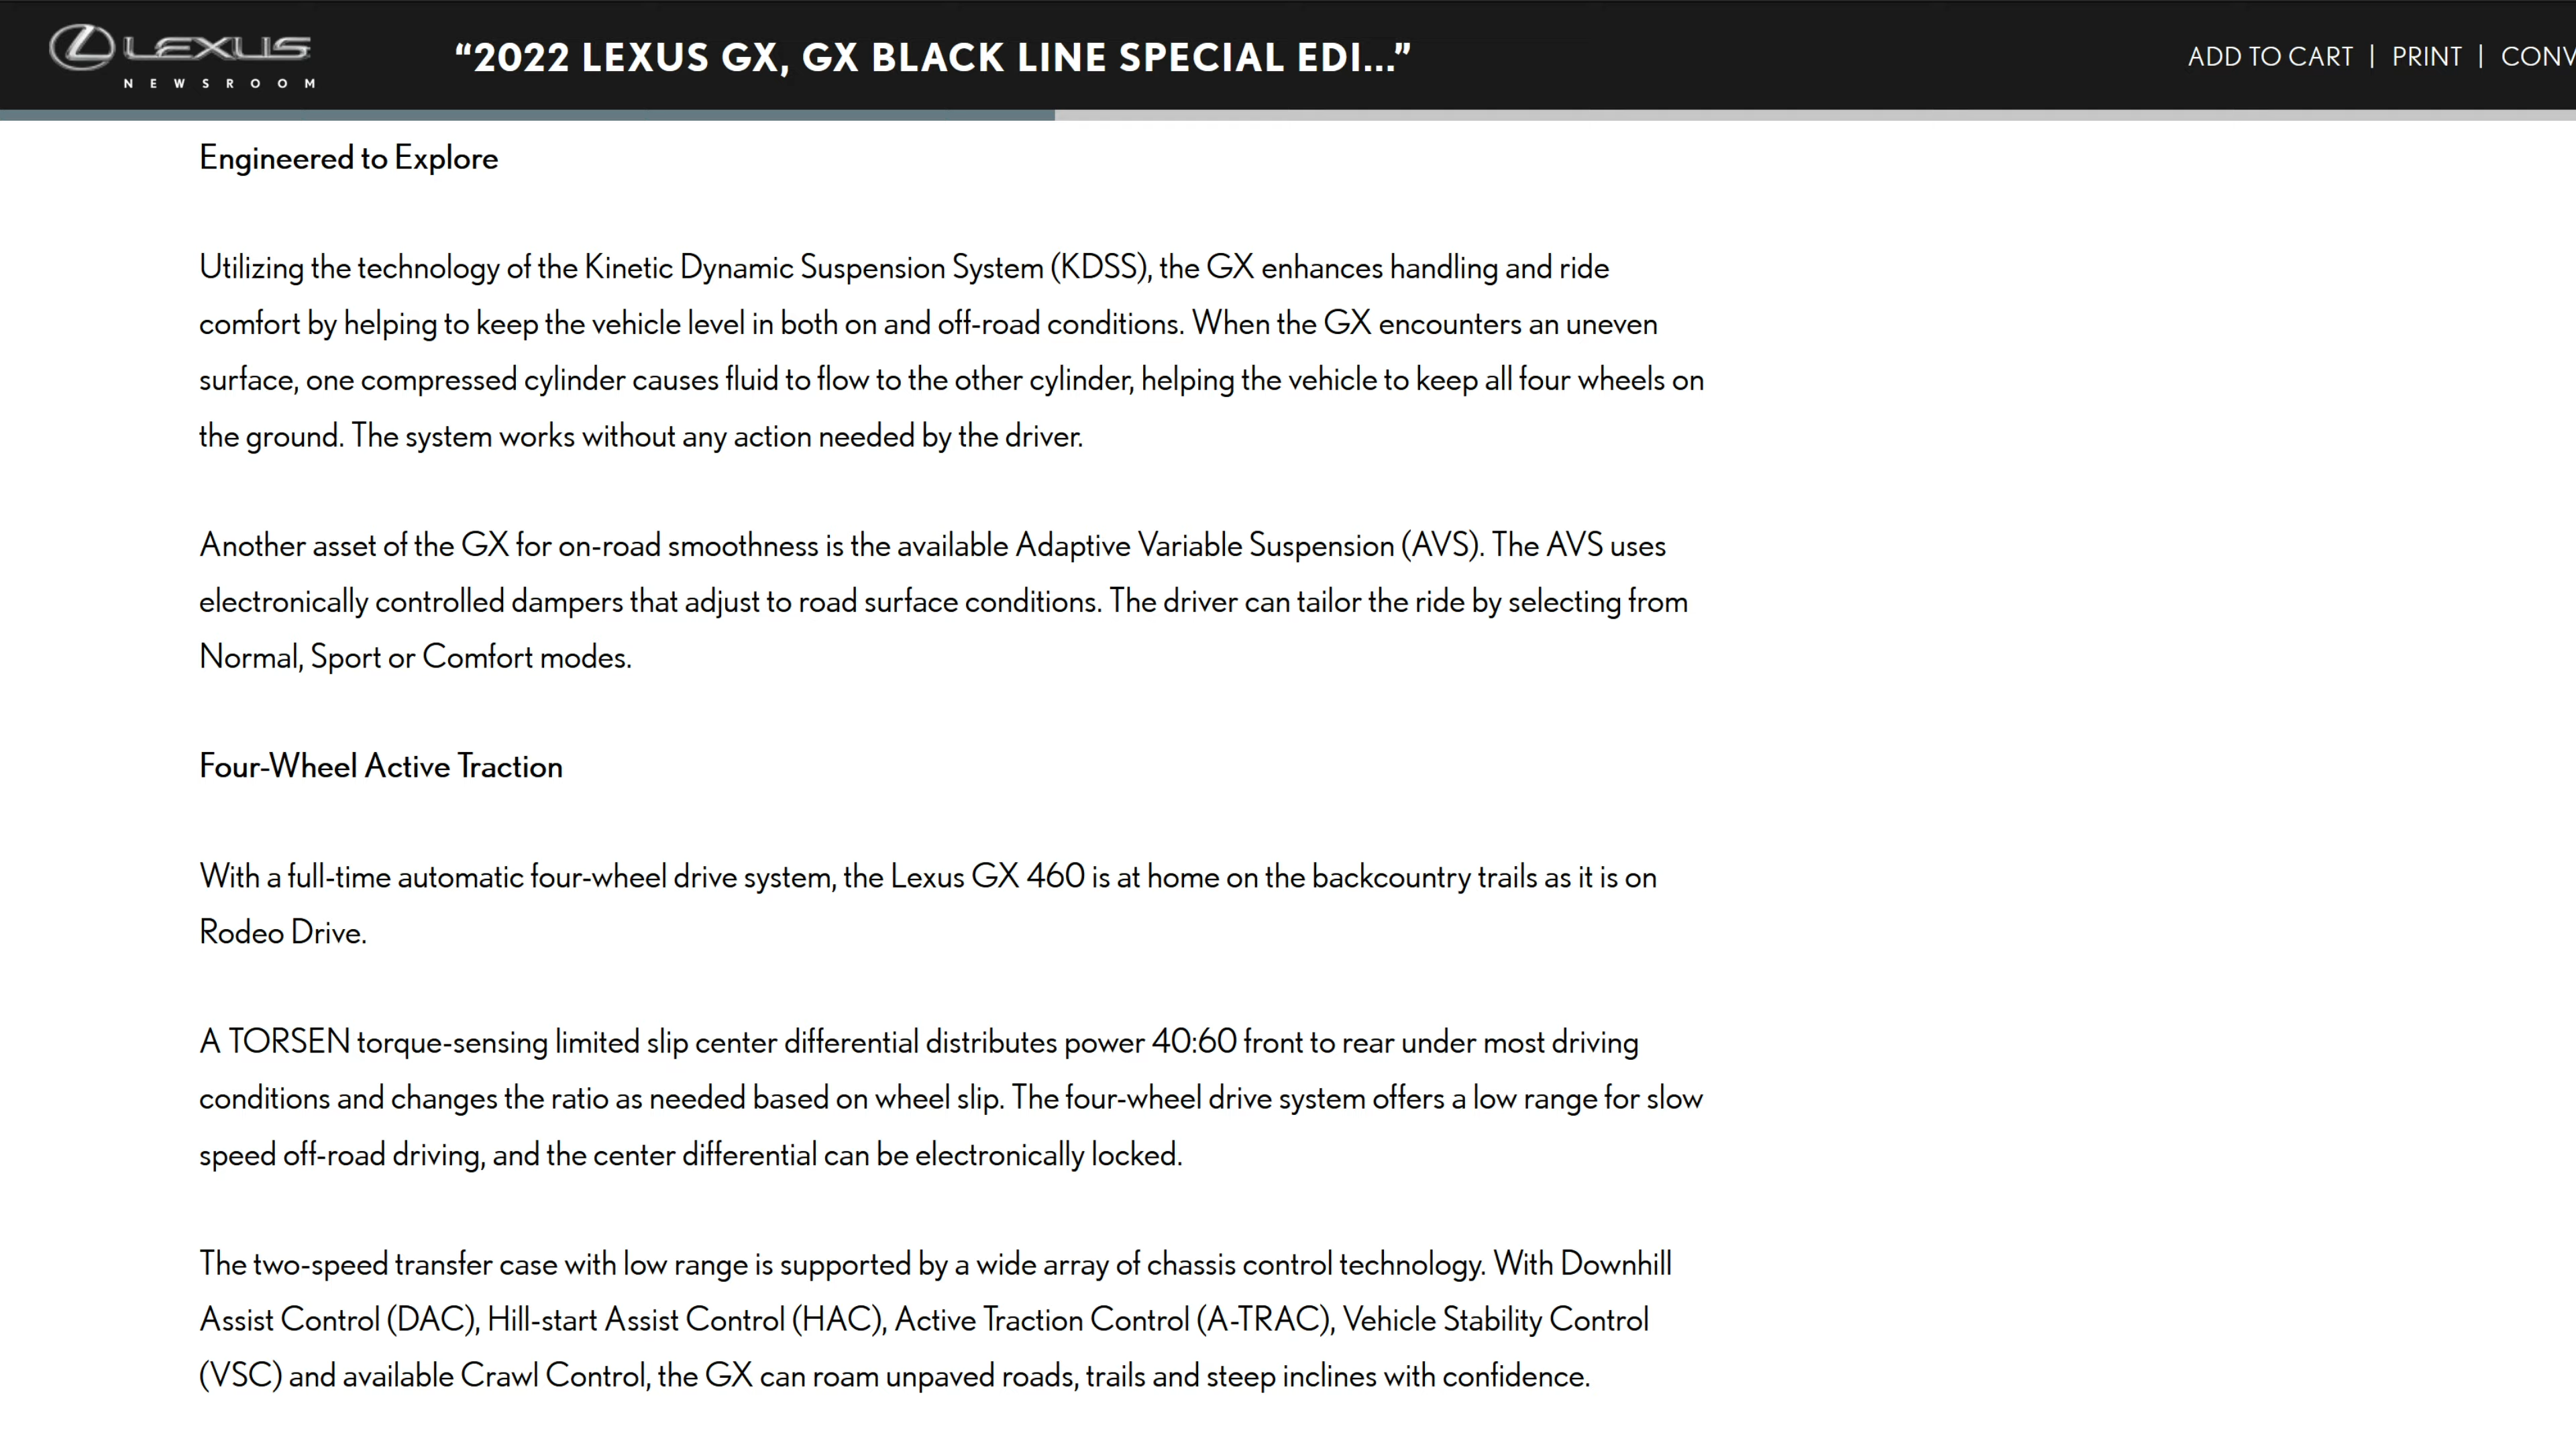 LEXUS
NEWSROOM
“2022 LEXUS GX, GX BLACK LINE SPECIAL EDI...”
ADD TO CART | PRINT | CONV
Engineered to Explore
Utilizing the technology of the Kinetic Dynamic Suspension System (KDSS), the GX enhances handling and ride
comfort by helping to keep the vehicle level in both on and off-road conditions. When the GX encounters an uneven
surface, one compressed cylinder causes fluid to flow to the other cylinder, helping the vehicle to keep all four wheels on
the ground. The system works without any action needed by the driver.
Another asset of the GX for on-road smoothness is the available Adaptive Variable Suspension (AVS). The AVS uses
electronically controlled dampers that adjust to road surface conditions. The driver can tailor the ride by selecting from
Normal, Sport or Comfort modes.
Four-Wheel Active Traction
With a full-time automatic four-wheel drive system, the Lexus GX 460 is at home on the backcountry trails as it is on
Rodeo Drive.
A TORSEN torque-sensing limited slip center differential distributes power 40:60 front to rear under most driving
conditions and changes the ratio as needed based on wheel slip. The four-wheel drive system offers a low range for slow
speed off-road driving, and the center differential can be electronically locked.
The two-speed transfer case with low range is supported by a wide array of chassis control technology. With Downhill
Assist Control (DAC), Hill-start Assist Control (HAC), Active Traction Control (A-TRAC), Vehicle Stability Control
(VSC) and available Crawl Control, the GX can roam unpaved roads, trails and steep inclines with confidence.